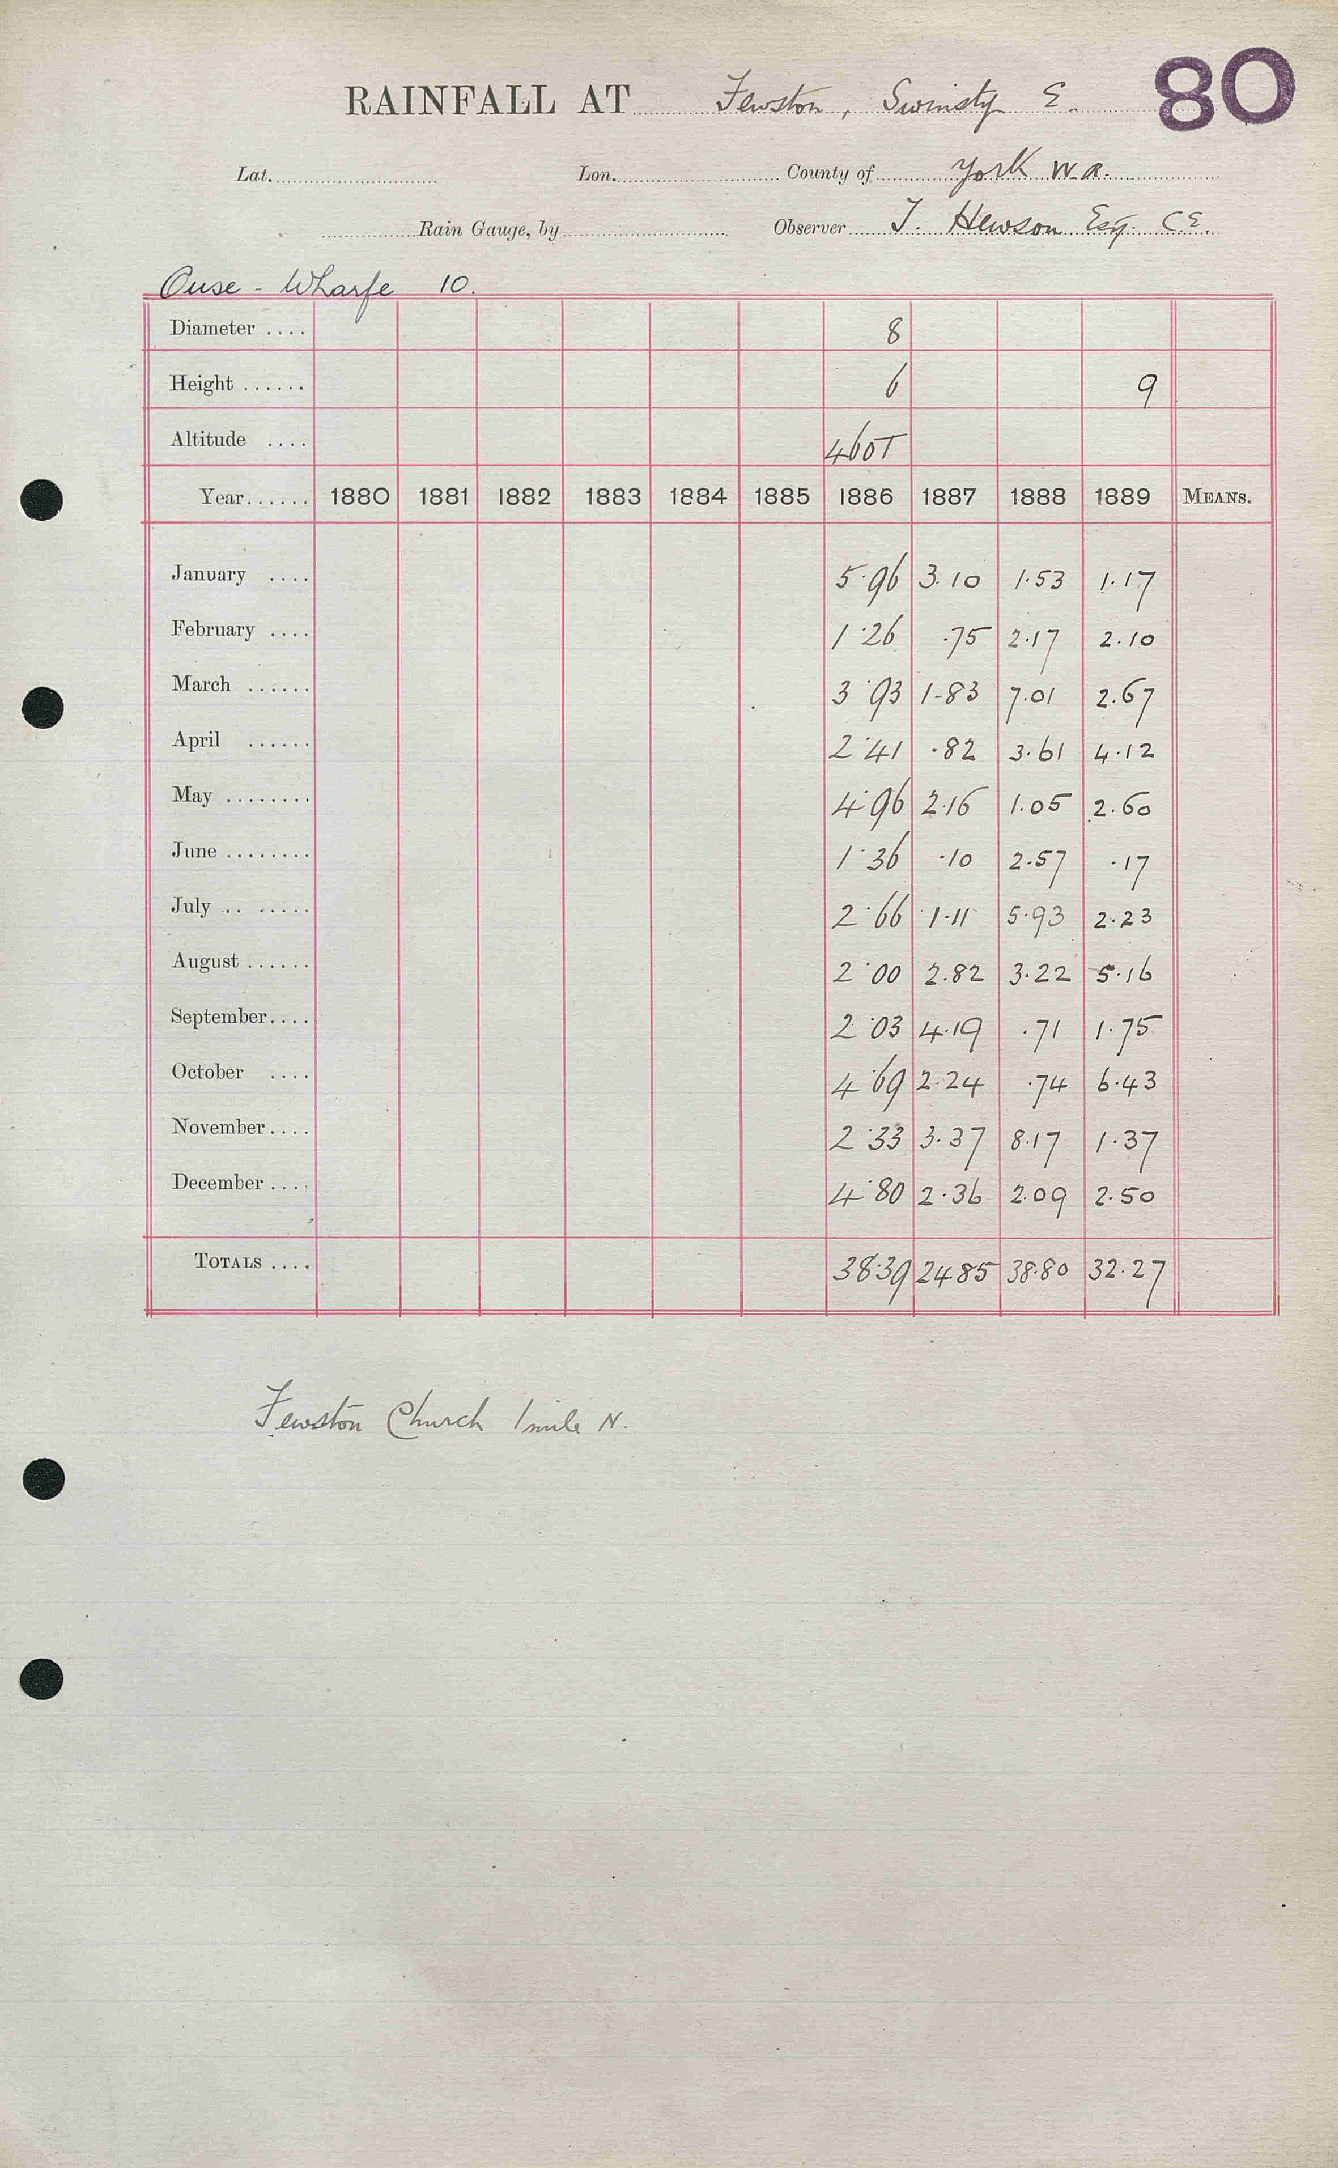 RAINFALL AT Fewston, Swinsty E. 80
Lat. Lon. County of York W.R.
Rain Gauge, by Observer T. Hewson Esq. C.E.
Ouse - Wharfe 10.
Diameter .... 8
Height ...... 6 9
Altitude .... 460T
Year...... 1880 1881 1882 1883 1884 1885 1886 1887 1888 1889 MEANS.
January .... 5.96 3.10 1.53 1.17
February .... 1.26 .75 2.17 2.10
March ...... 3.93 1.83 7.01 2.67
April ...... 2.41 .82 3.61 4.12
May ........ 4.96 2.16 1.05 2.60
June ........ 1.36 .10 2.57 .17
July .. ..... 2.66 1.11 5.93 2.23
August ...... 2.00 2.82 3.22 5.16
September.... 2.03 4.19 .71 1.75
October .... 4.69 2.24 .74 6.43
November.... 2.33 3.37 8.17 1.37
December .... 4.80 2.36 2.09 2.50
TOTALS .... 38.39 24.85 38.80 32.27
Fewston Church 1 mile N.